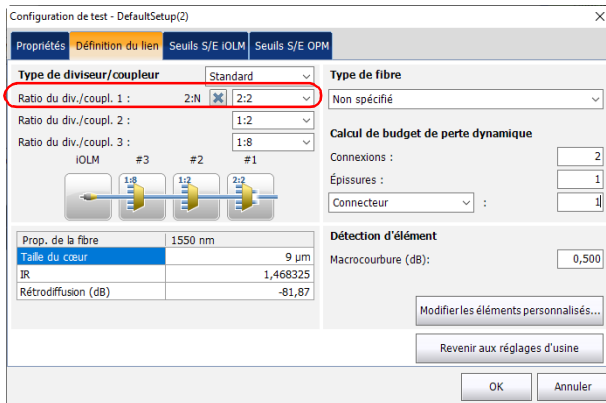 Configuration de test - DefaultSetup(2)
Propriétés Définition du lien Seuils S/E iOLM Seuils S/E OPM
Type de diviseur/coupleur Standard
Ratio du div./coupl. 1 : 2:N 2:2
Ratio du div./coupl. 2 : 1:2
Ratio du div./coupl. 3 : 1:8
iOLM #3 #2 #1
1:8 1:2 2:2
Type de fibre
Non spécifié
Calcul de budget de perte dynamique
Connexions : 2
Épissures : 1
Connecteur : 1
Prop. de la fibre 1550 nm
Taille du cœur 9 µm
IR 1,468325
Rétrodiffusion (dB) -81,87
Détection d'élément
Macrocourbure (dB): 0,500
Modifier les éléments personnalisés...
Revenir aux réglages d'usine
OK Annuler